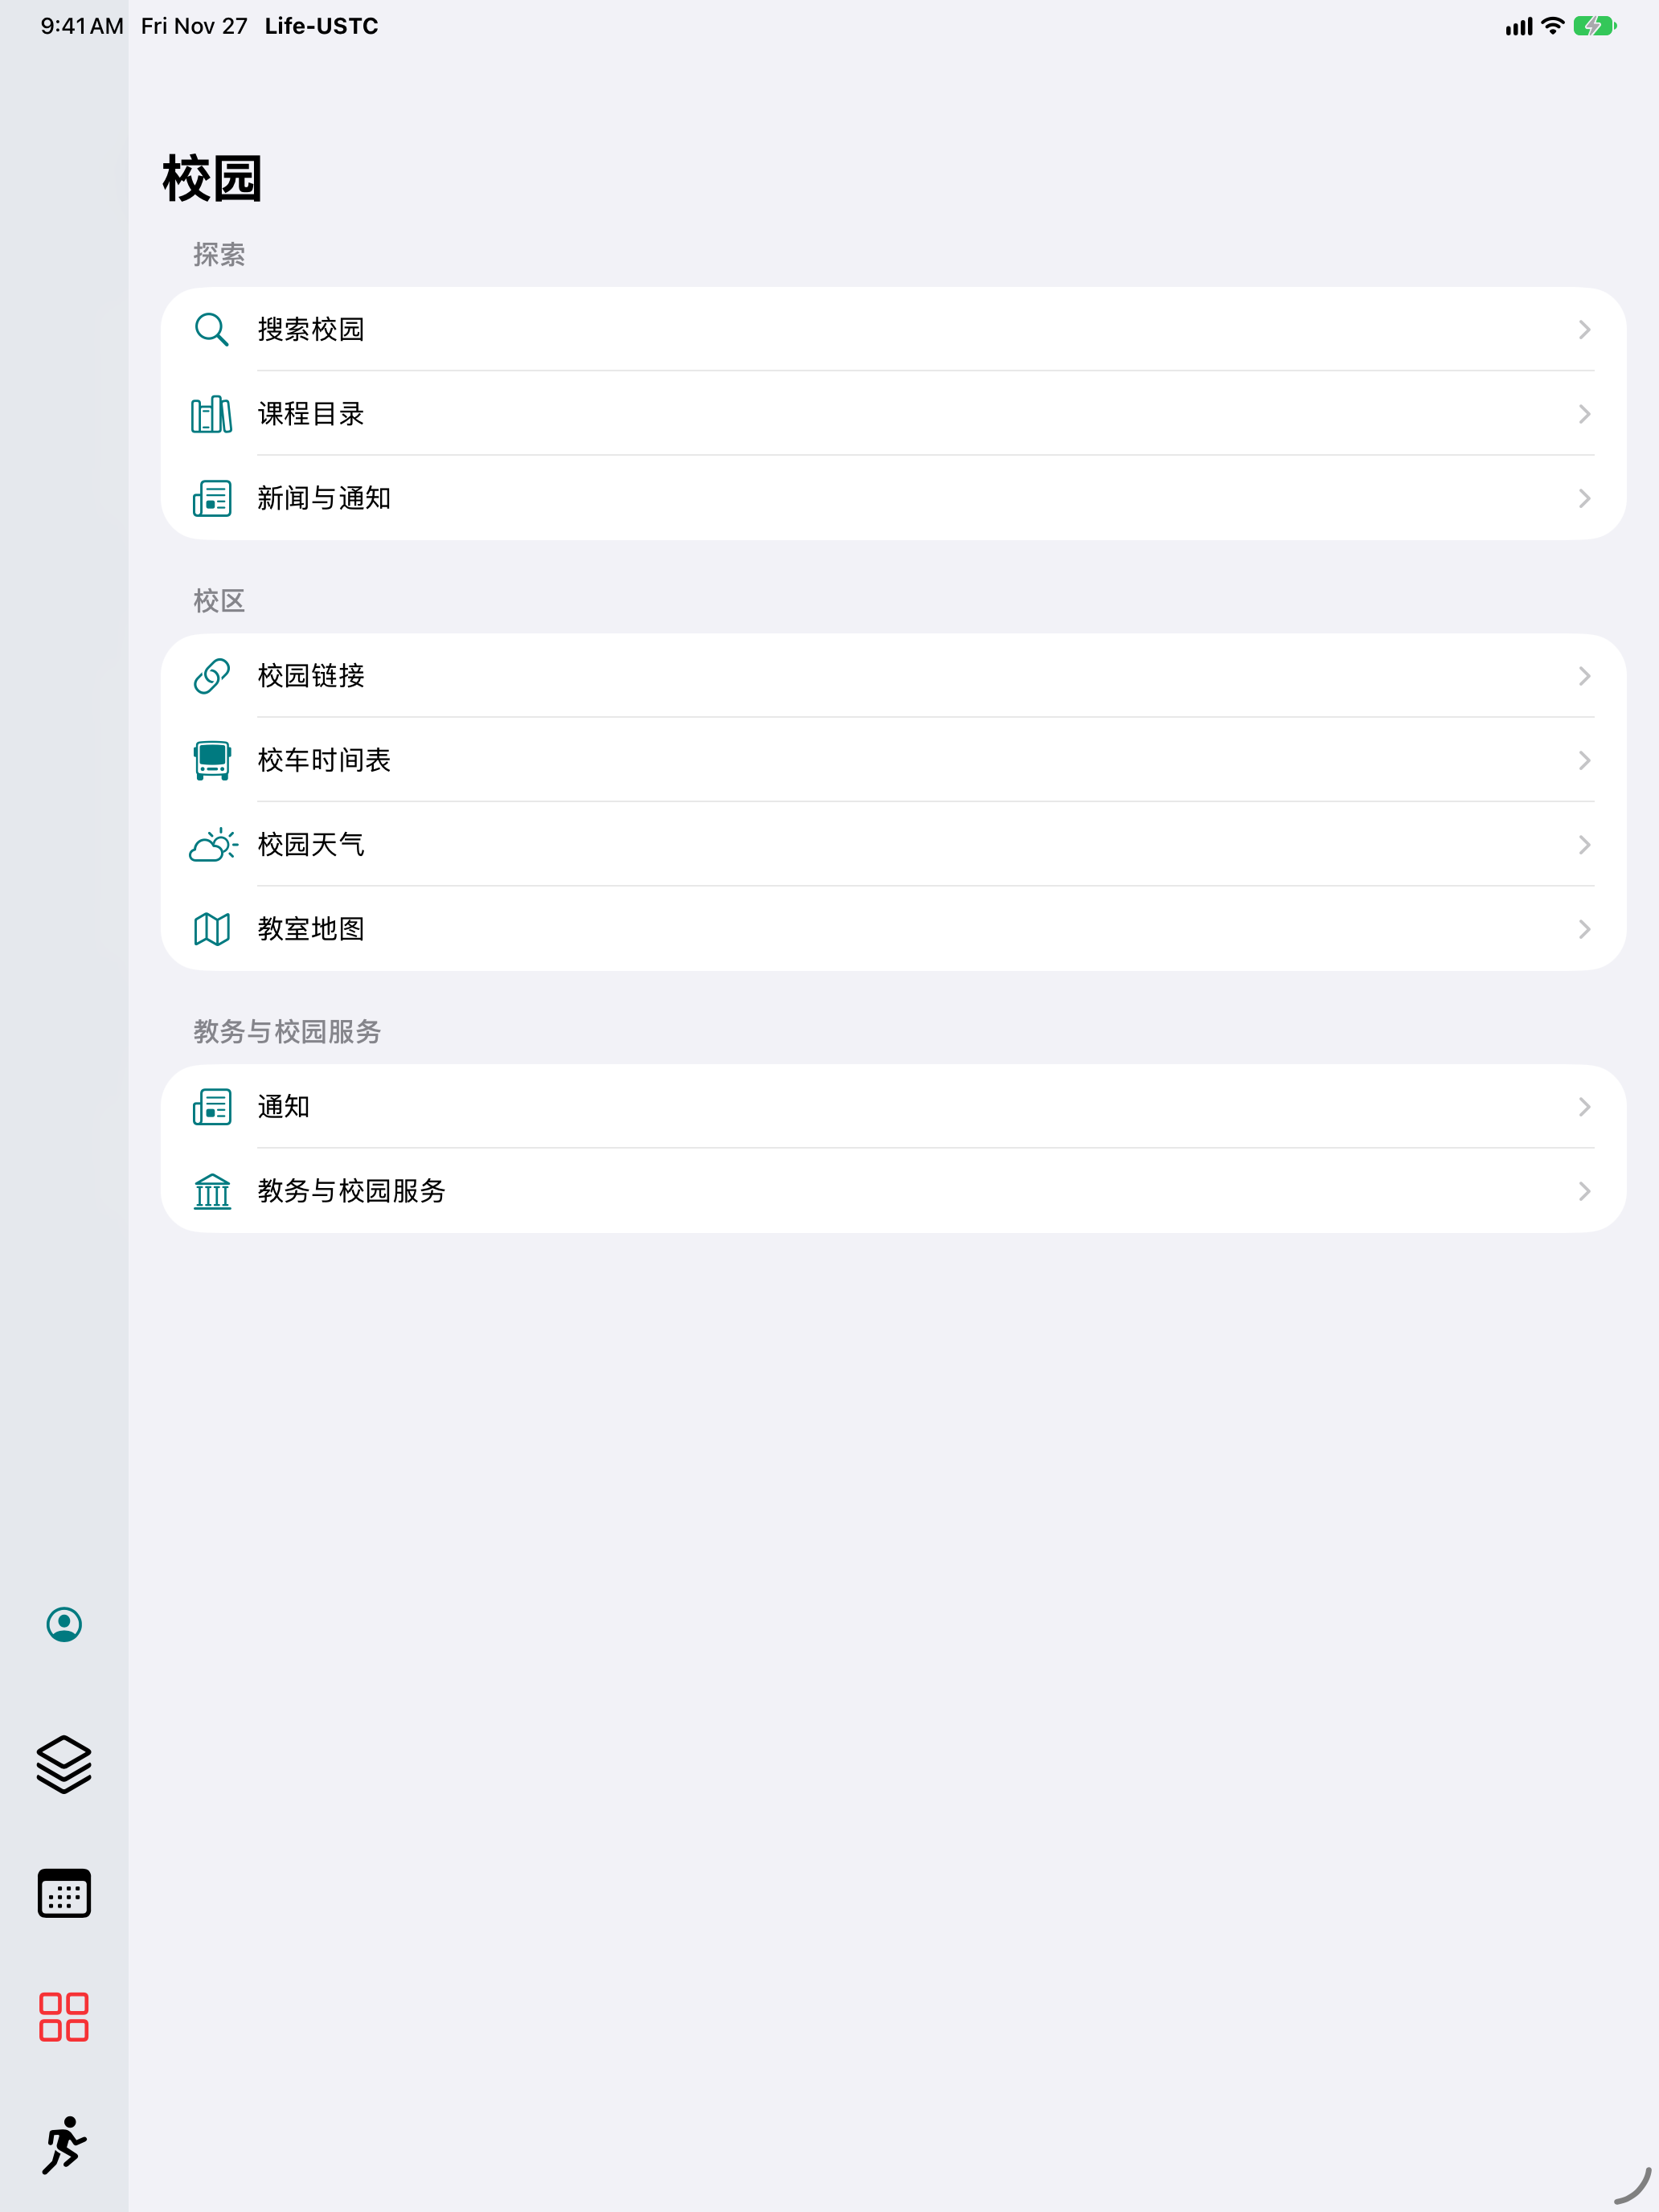 9:41 AM Fri Nov 27 Life-USTC
校园
探索
搜索校园
课程目录
新闻与通知
校区
校园链接
校车时间表
校园天气
教室地图
教务与校园服务
通知
教务与校园服务